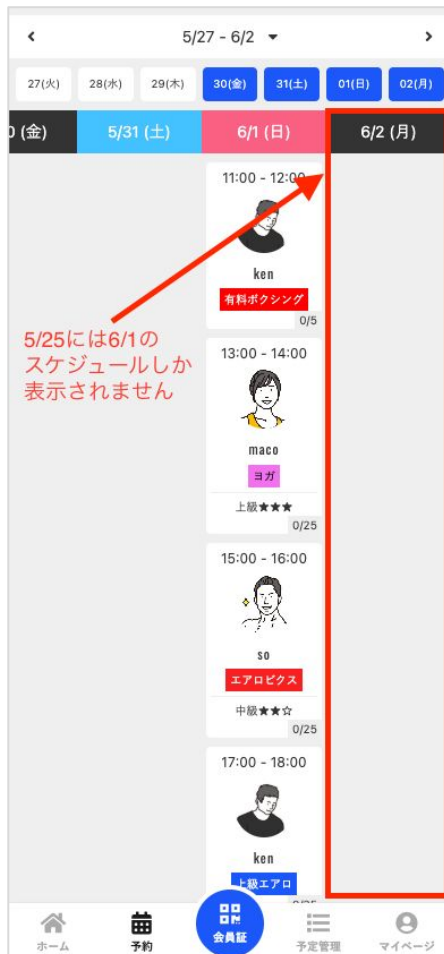 5/27 - 6/2
27(火) 28(水) 29(木) 30(金) 31(土) 01(日) 02(月)
(金) 5/31 (土) 6/1 (日) 6/2 (月)
11:00 - 12:00
ken
有料ボクシング
0/5
5/25には6/1の
スケジュールしか
表示されません
13:00 - 14:00
maco
ヨガ
上級★★★
0/25
15:00 - 16:00
so
エアロビクス
中級★★☆
0/25
17:00 - 18:00
ken
上級エアロ
ホーム 予約 会員証 予定管理 マイページ